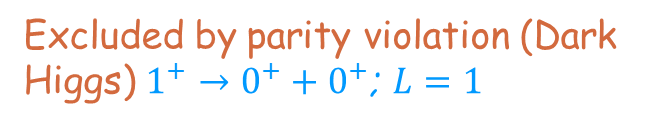 Excluded by parity violation (Dark
Higgs) 1⁺ → 0⁺ + 0⁺; L = 1